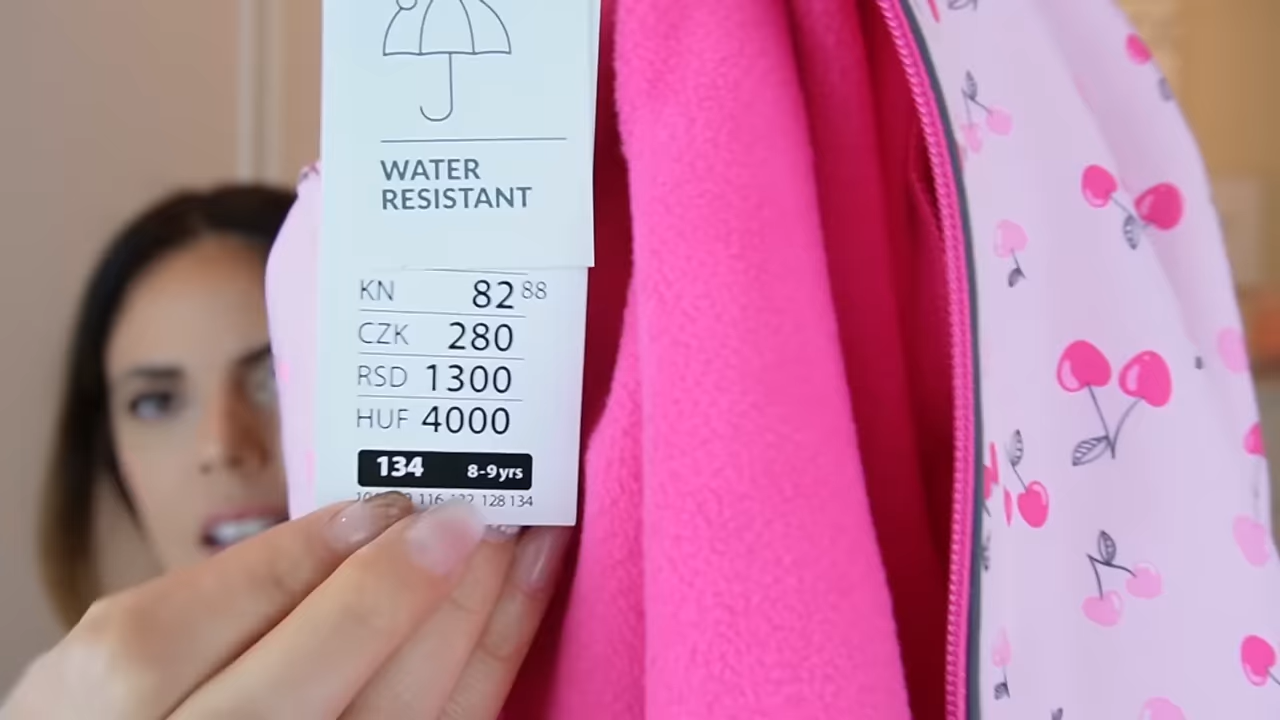 WATER
RESISTANT
KN 82 88
CZK 280
RSD 1300
HUF 4000
134 8-9yrs
116 122 128 134